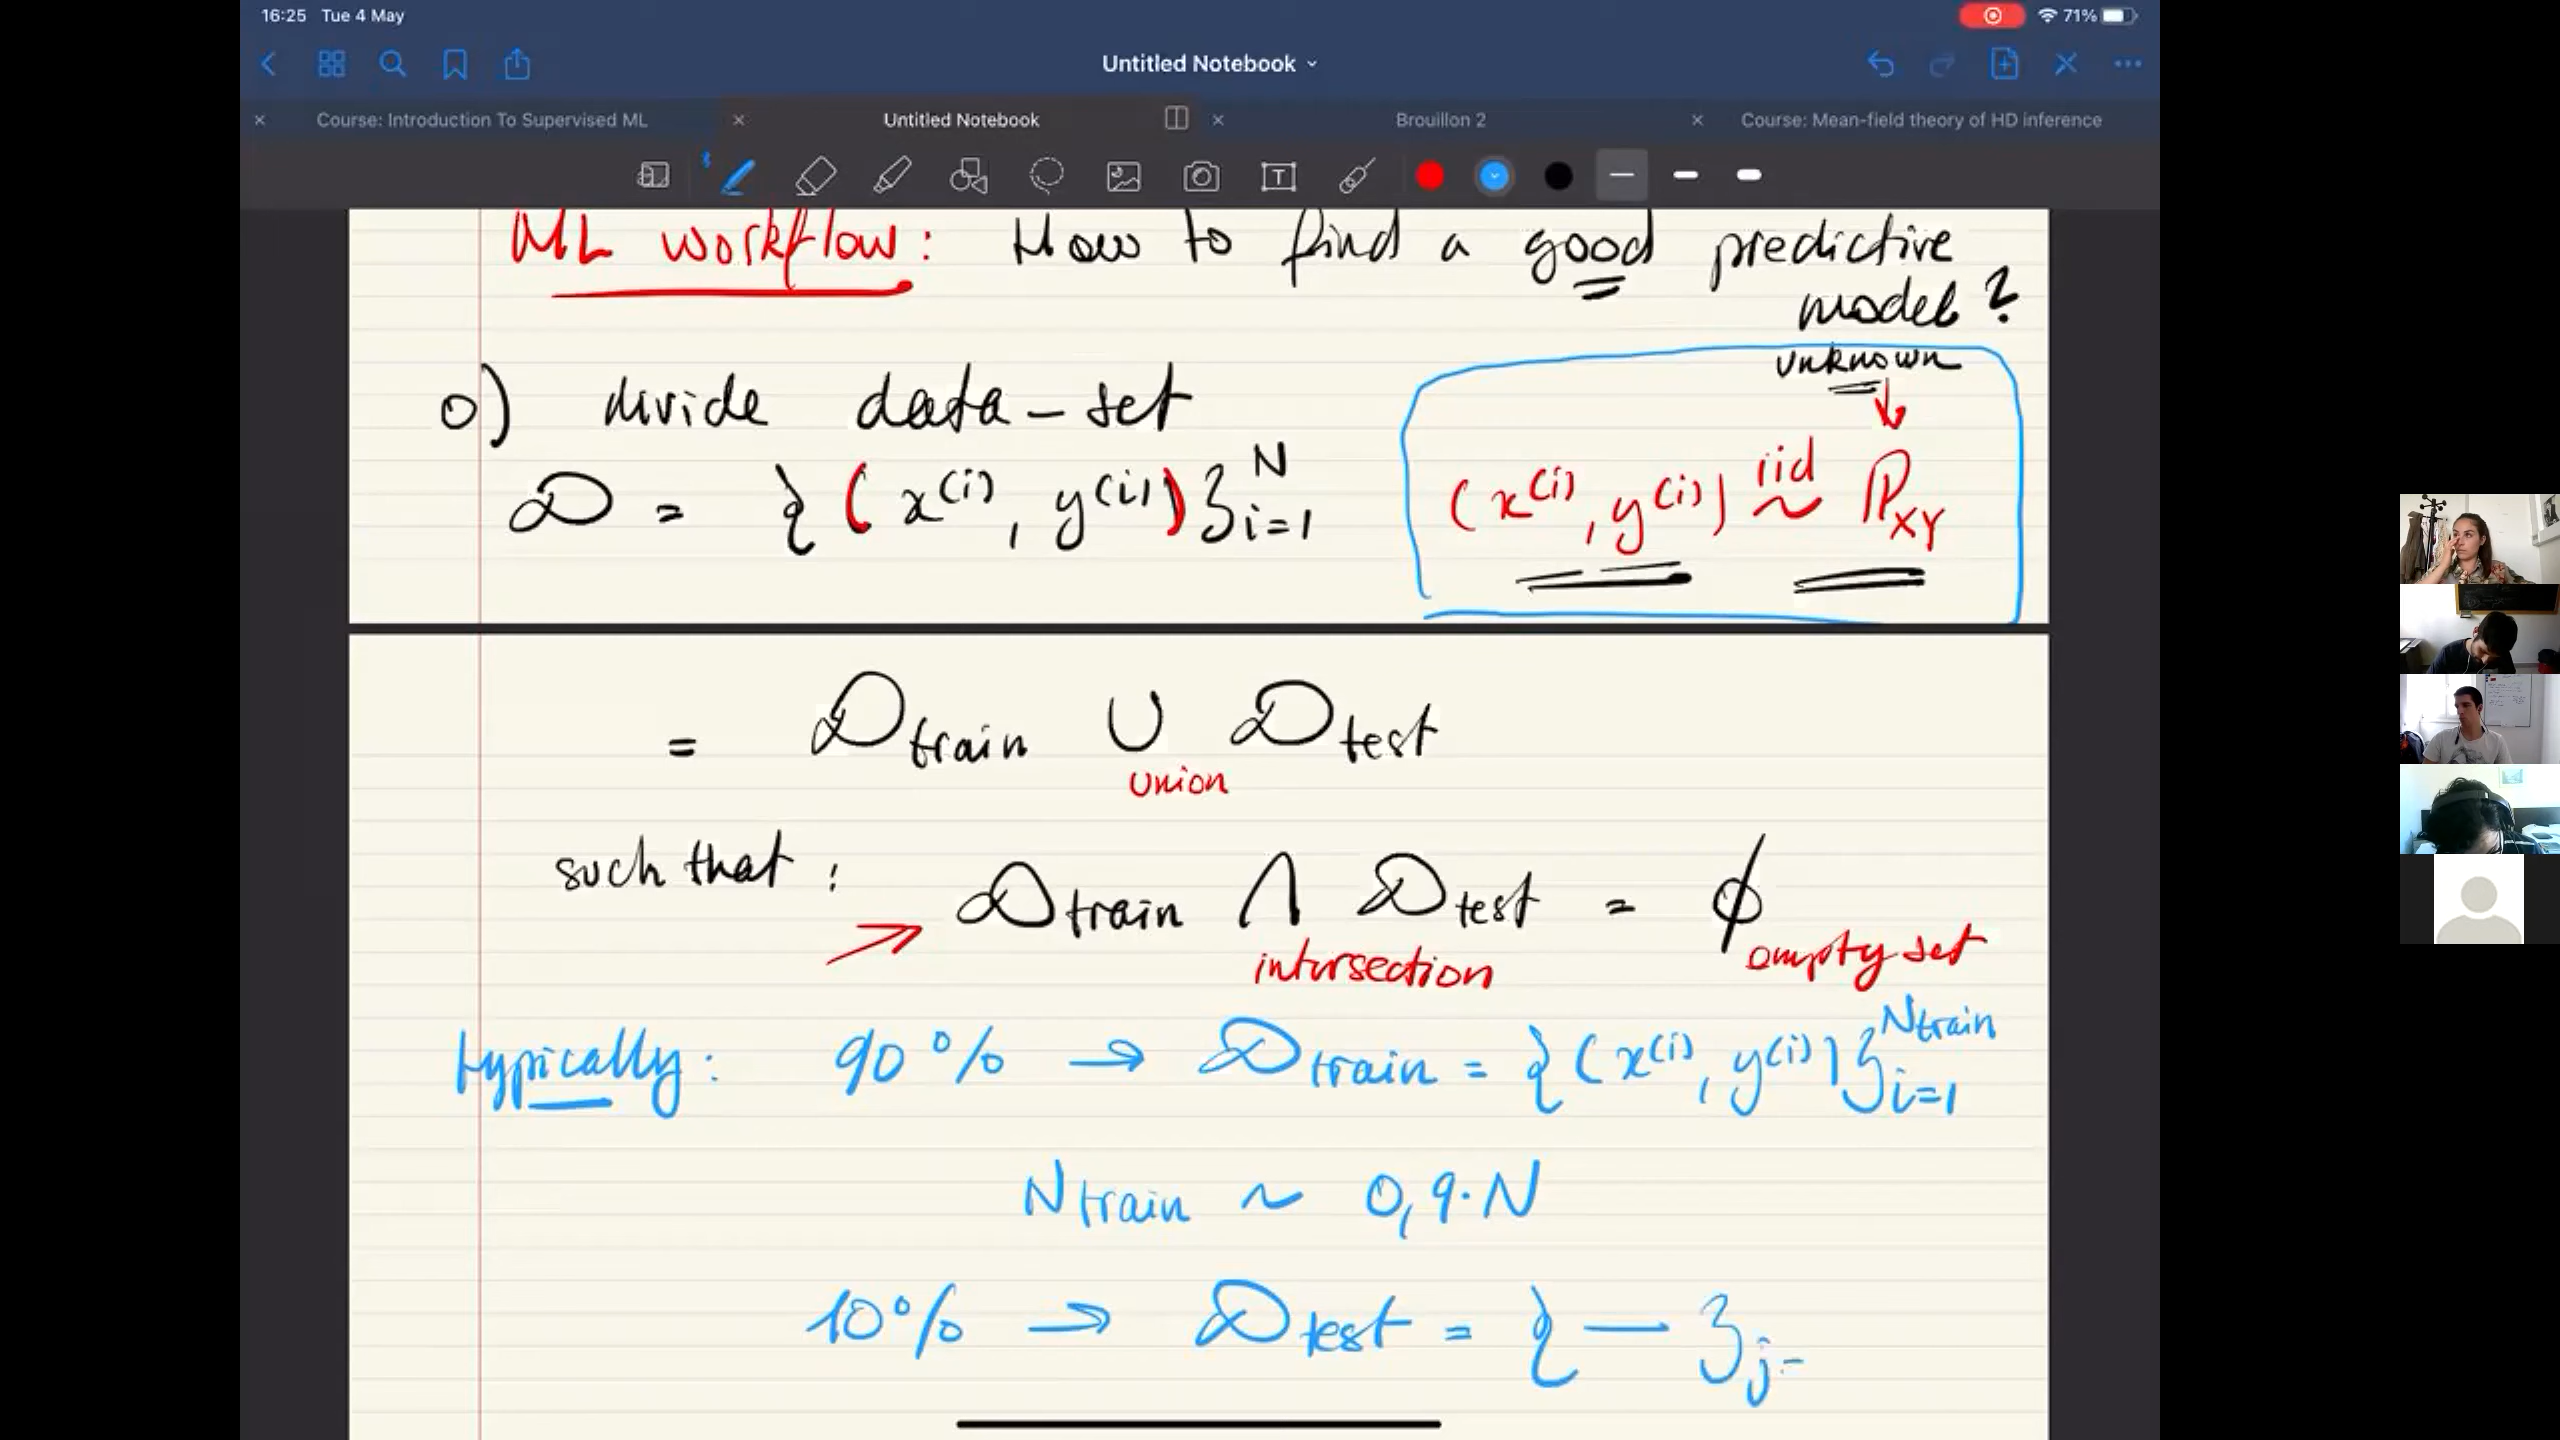 16:25 Tue 4 May 71%
Untitled Notebook
Course: Introduction To Supervised ML Untitled Notebook Brouillon 2 Course: Mean-field theory of HD inference
T
ML workflow: How to find a good predictive
model?
unknown
0) divide data-set
D = {(x(i), y(i))}i=1N
(x(i), y(i)) iid ~ ℙXY
= Dtrain ∪ Dtest
union
such that:
Dtrain ∩ Dtest = ϕ
intersection empty set
typically: 90% → Dtrain = {(x(i), y(i))}i=1Ntrain
Ntrain ~ 0,9·N
10% → Dtest = { — }j=